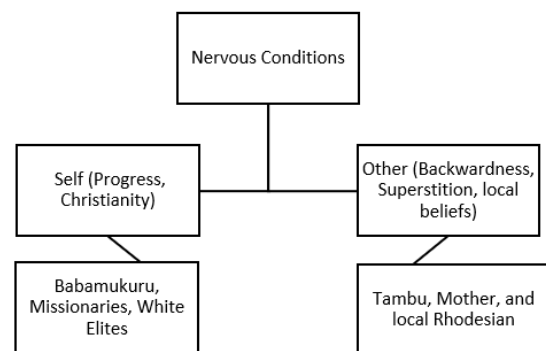 Nervous Conditions
Self (Progress,
Christianity)
Other (Backwardness,
Superstition, local
beliefs)
Babamukuru,
Missionaries, White
Elites
Tambu, Mother, and
local Rhodesian